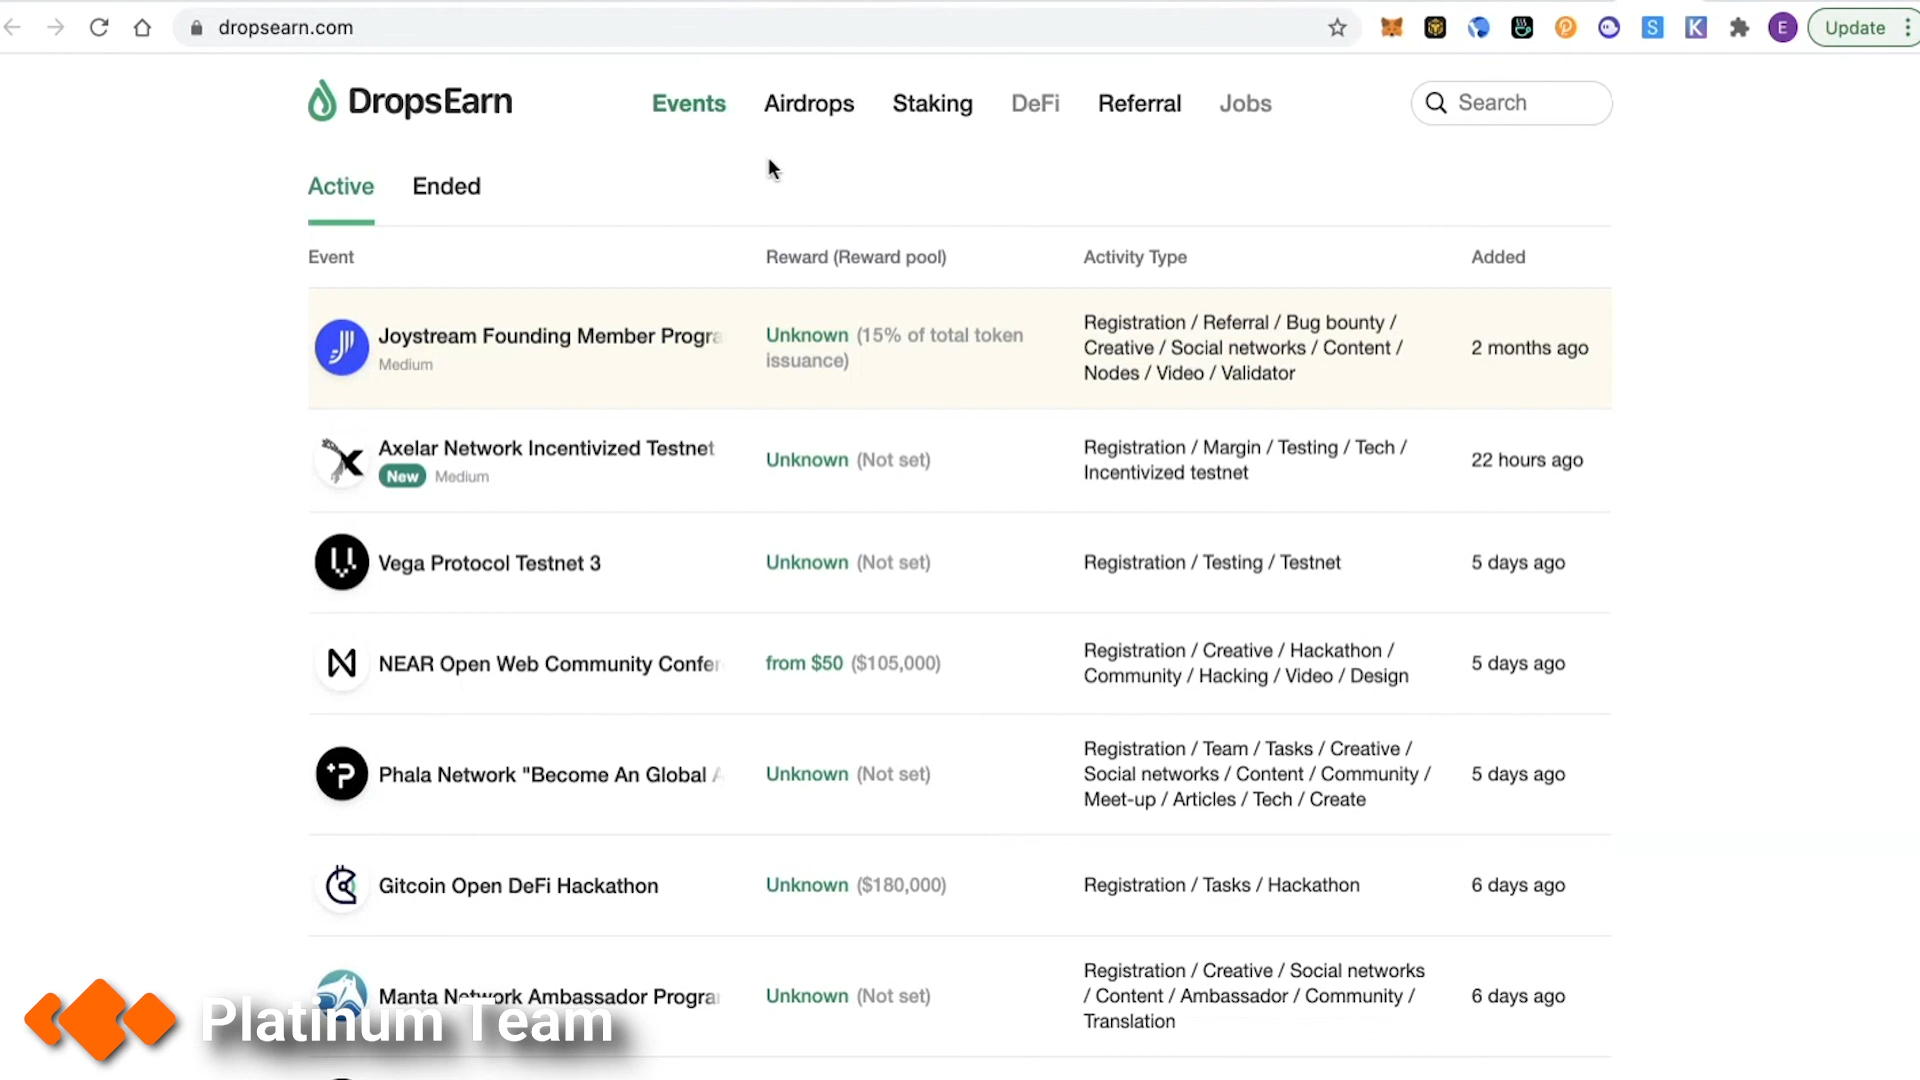 dropsearn.com
E
Update
DropsEarn
Events
Airdrops
Staking
DeFi
Referral
Jobs
Search
Active
Ended
Event
Reward (Reward pool)
Activity Type
Added
Joystream Founding Member Progra
Medium
Unknown (15% of total token
issuance)
Registration / Referral / Bug bounty /
Creative / Social networks / Content /
Nodes / Video / Validator
2 months ago
Axelar Network Incentivized Testnet
New Medium
Unknown (Not set)
Registration / Margin / Testing / Tech /
Incentivized testnet
22 hours ago
Vega Protocol Testnet 3
Unknown (Not set)
Registration / Testing / Testnet
5 days ago
NEAR Open Web Community Confer
from $50 ($105,000)
Registration / Creative / Hackathon /
Community / Hacking / Video / Design
5 days ago
Phala Network "Become An Global A
Unknown (Not set)
Registration / Team / Tasks / Creative /
Social networks / Content / Community /
Meet-up / Articles / Tech / Create
5 days ago
Gitcoin Open DeFi Hackathon
Unknown ($180,000)
Registration / Tasks / Hackathon
6 days ago
Manta Network Ambassador Program
Unknown (Not set)
Registration / Creative / Social networks
/ Content / Ambassador / Community /
Translation
6 days ago
Platinum Team